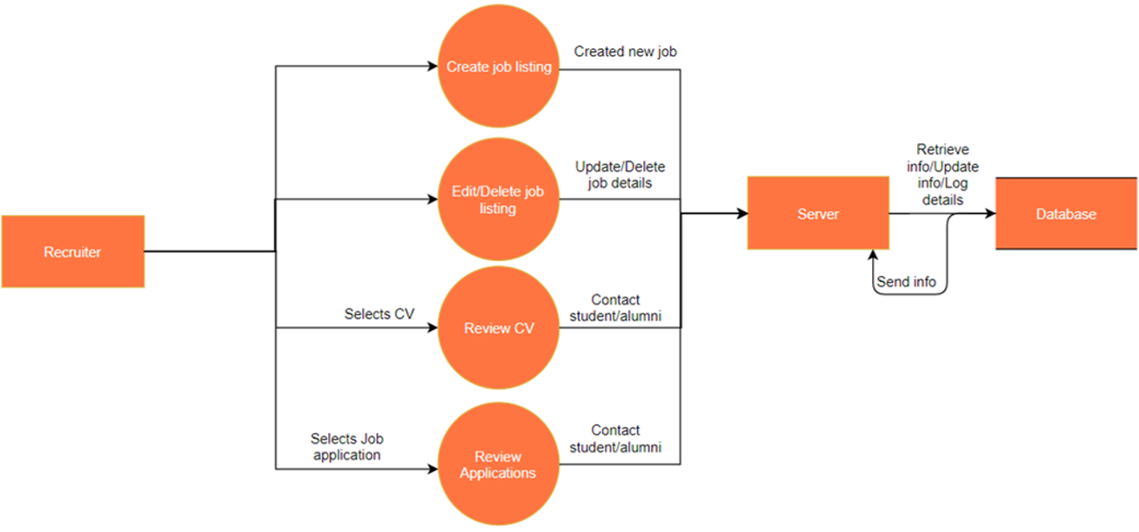 Create job listing
Created new job
Edit/Delete job
listing
Update/Delete
job details
Retrieve
info/Update
info/Log
details
Recruiter
Server
Database
Send info
Selects CV
Review CV
Contact
student/alumni
Selects Job
application
Review
Applications
Contact
student/alumni